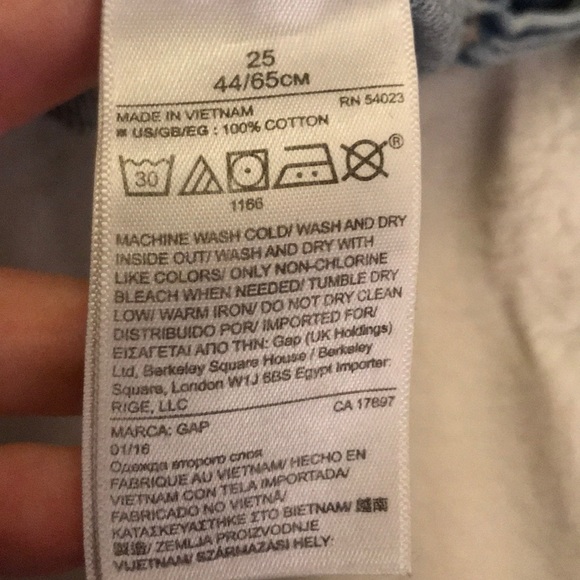 25
44/65CM
RN 54023
MADE IN VIETNAM
US/GB/EG : 100% COTTON
30
®
1166
MACHINE WASH COLD/ WASH AND DRY
INSIDE OUT/ WASH AND DRY WITH
LIKE COLORS/ ONLY NON-CHLORINE
BLEACH WHEN NEEDED/ TUMBLE DRY
LOW/ WARM IRON/ DO NOT DRY CLEAN
DISTRIBUIDO POR/ IMPORTED FOR/
ΕΙΣΑΓΕΤΑΙ ΑΠΟ ΤΗΝ: Gap (UK Holdings)
Ltd, Berkeley Square House / Berkeley
Square, London W1J 6BS Egypt Importer:
RIGE, LLC
CA 17897
MARCA: GAP
01/16
Одежда второго слоя
FABRIQUÉ AU VIETNAM/ HECHO EN
VIETNAM CON TELA IMPORTADA/
FABRICADO NO VIETNÃ/
ΚΑΤΑΣΚΕΥΑΣΤΗΚΕ ΣΤΟ ΒΙΕΤΝΑΜ/ 越南
製造/ ZEMLJA PROIZVODNJE
VIJETNAM/ SZÁRMAZÁSI HELY: